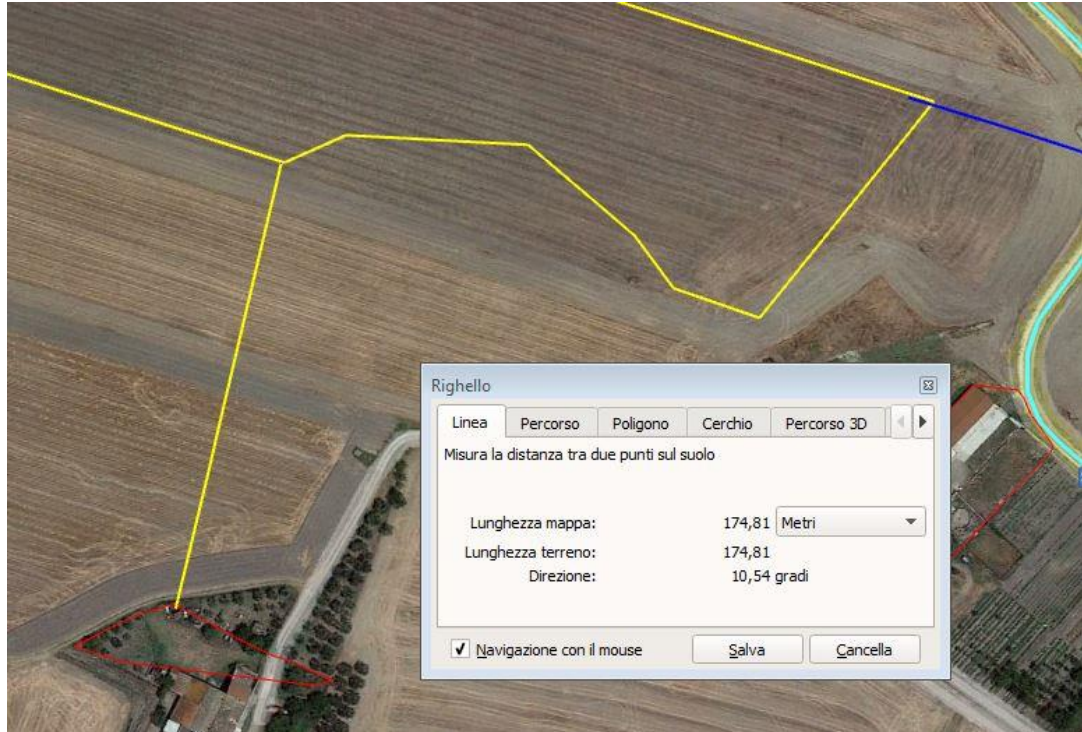 Righello
Linea Percorso Poligono Cerchio Percorso 3D
Misura la distanza tra due punti sul suolo
Lunghezza mappa: 174,81 Metri
Lunghezza terreno: 174,81
Direzione: 10,54 gradi
Navigazione con il mouse Salva Cancella